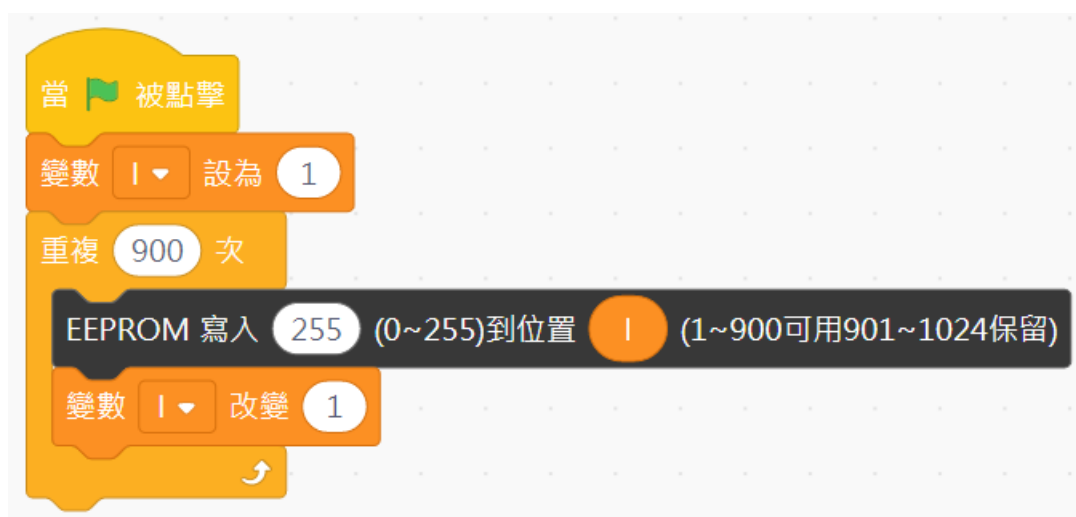 當 被點擊
變數 I 設為 1
重複 900 次
EEPROM 寫入 255 (0~255)到位置 I (1~900可用901~1024保留)
變數 I 改變 1